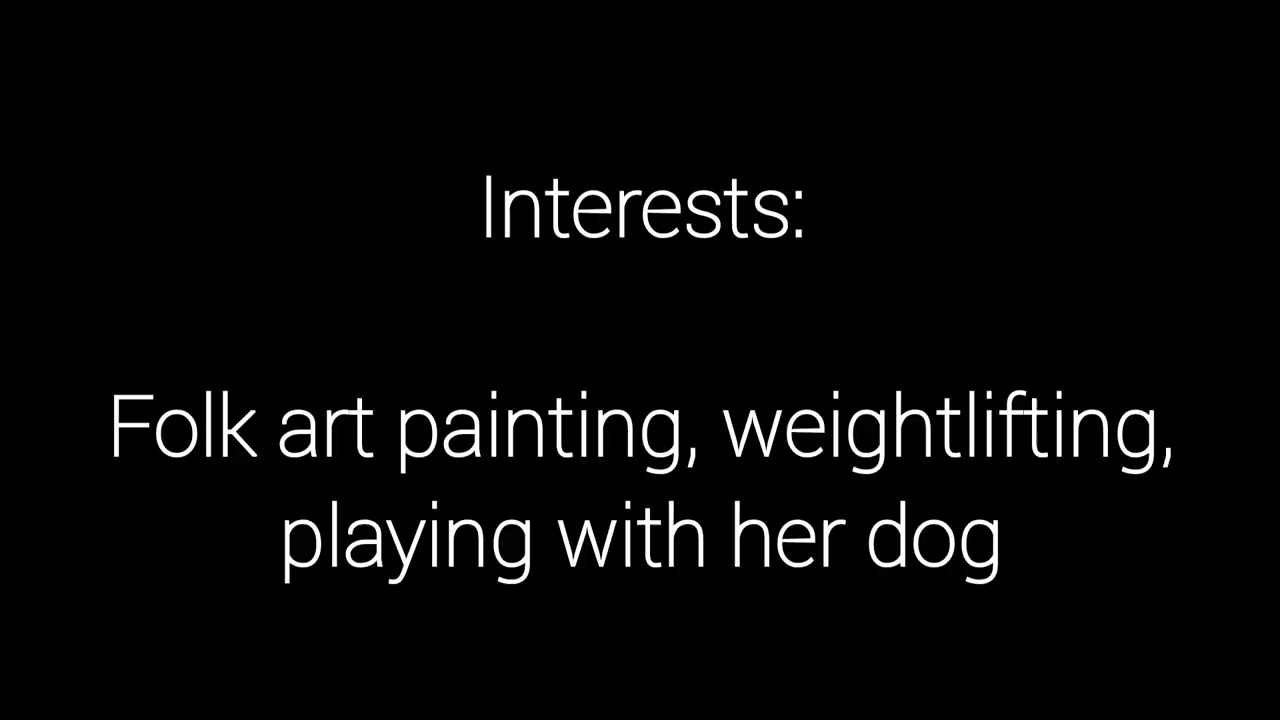 Interests:
Folk art painting, weightlifting,
playing with her dog